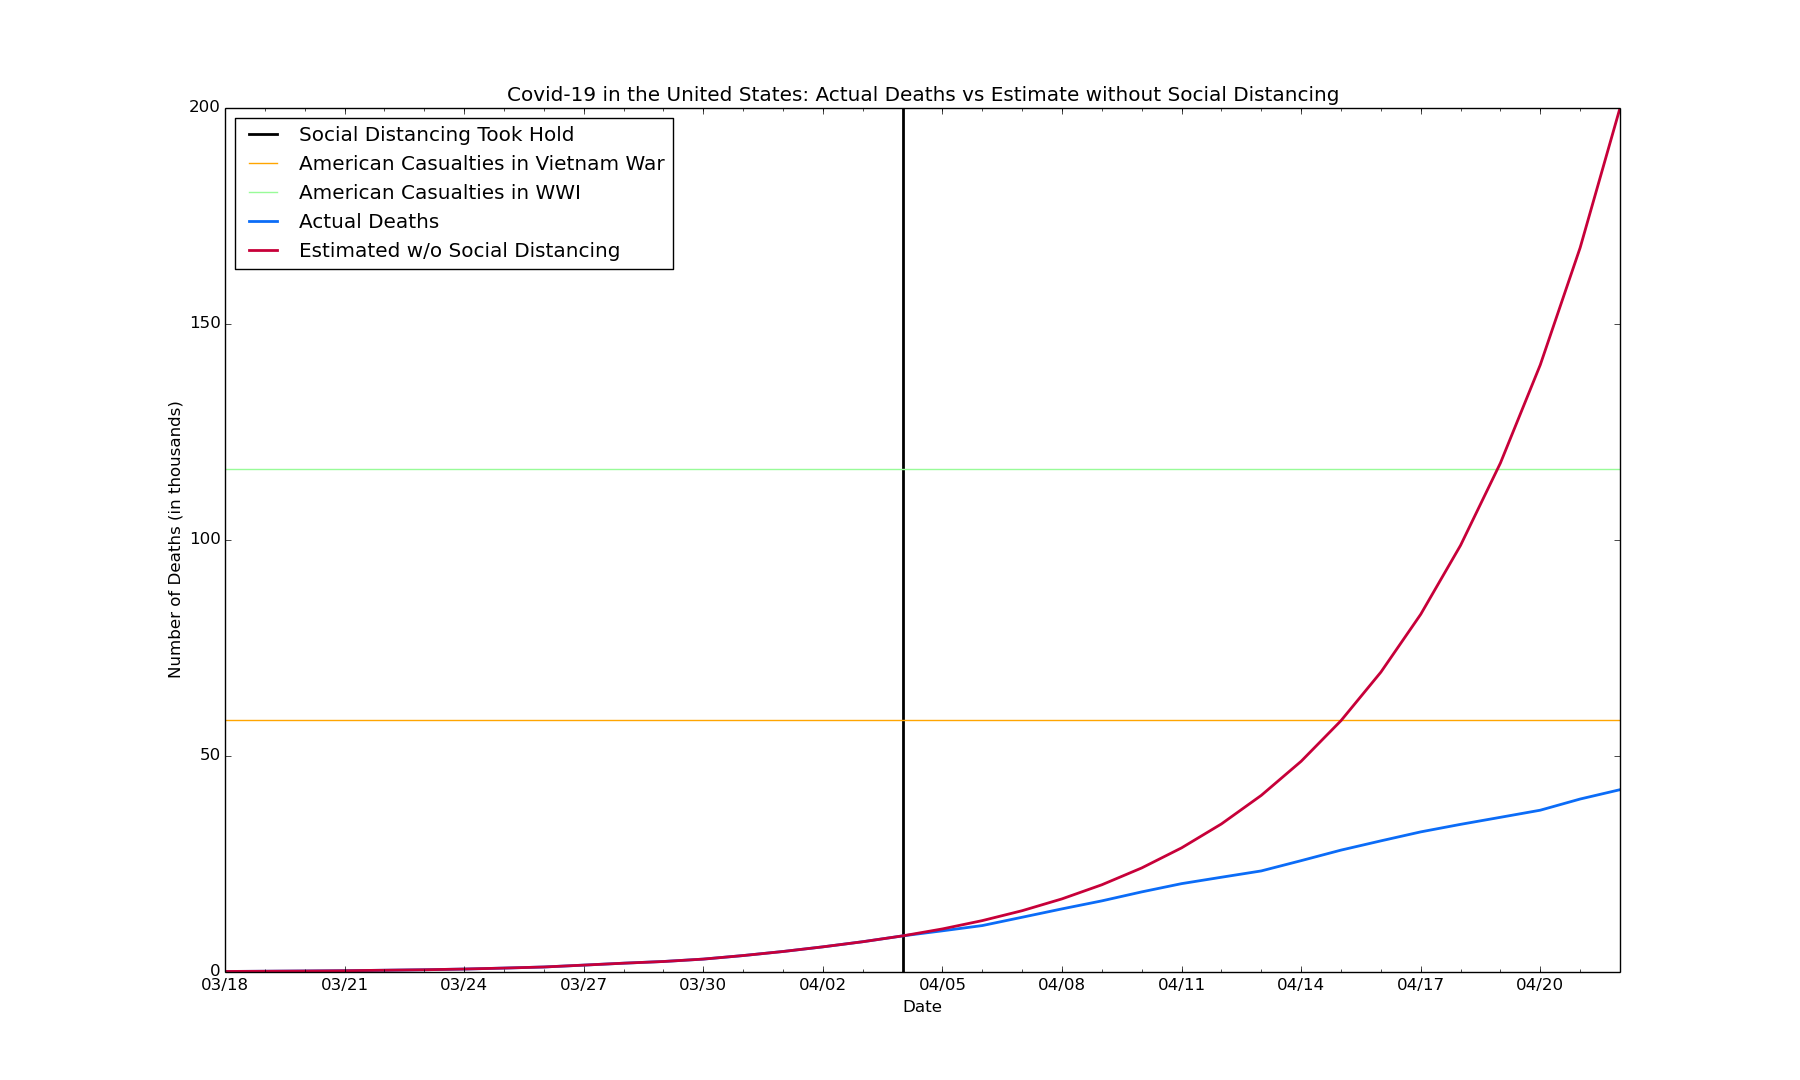 Covid-19 in the United States: Actual Deaths vs Estimate without Social Distancing
Social Distancing Took Hold
American Casualties in Vietnam War
American Casualties in WWI
Actual Deaths
Estimated w/o Social Distancing
Number of Deaths (in thousands)
200
150
100
50
0
03/18 03/21 03/24 03/27 03/30 04/02 04/05 04/08 04/11 04/14 04/17 04/20
Date